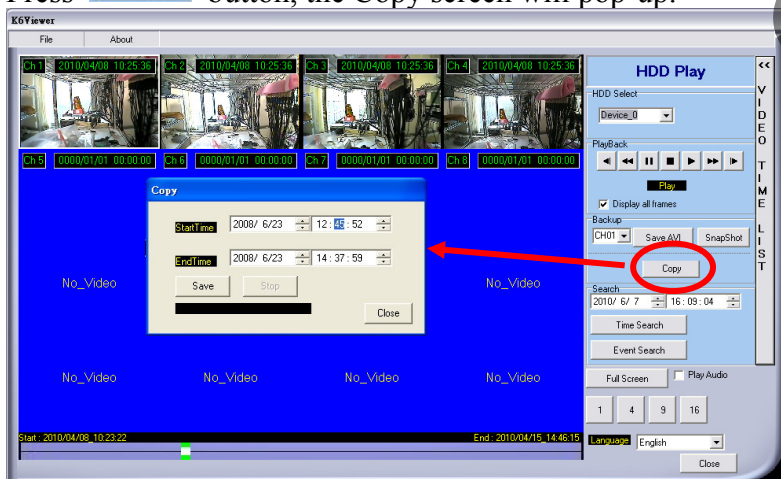 Press button, the Copy screen will pop-up.
K6Viewer
File About
Ch 1 2010/04/08 10:25:36 Ch 2 2010/04/08 10:25:36 Ch 3 2010/04/08 10:25:36 Ch 4 2010/04/08 10:25:36
Ch 5 0000/01/01 00:00:00 Ch 6 0000/01/01 00:00:00 Ch 7 0000/01/01 00:00:00 Ch 8 0000/01/01 00:00:00
Copy
StartTime 2008/ 6/23 12:45:52
EndTime 2008/ 6/23 14:37:59
Save Stop
Close
No_Video No_Video
No_Video No_Video No_Video No_Video
Start : 2010/04/08_10:23:22 End : 2010/04/15_14:46:15
HDD Play
HDD Select
Device_0
PlayBack
Play
Display all frames
Backup
CH01 Save AVI SnapShot
Copy
Search
2010/ 6/ 7 16:09:04
Time Search
Event Search
Full Screen Play Audio
1 4 9 16
Language English
Close
<<
VIDEO TIME LIST